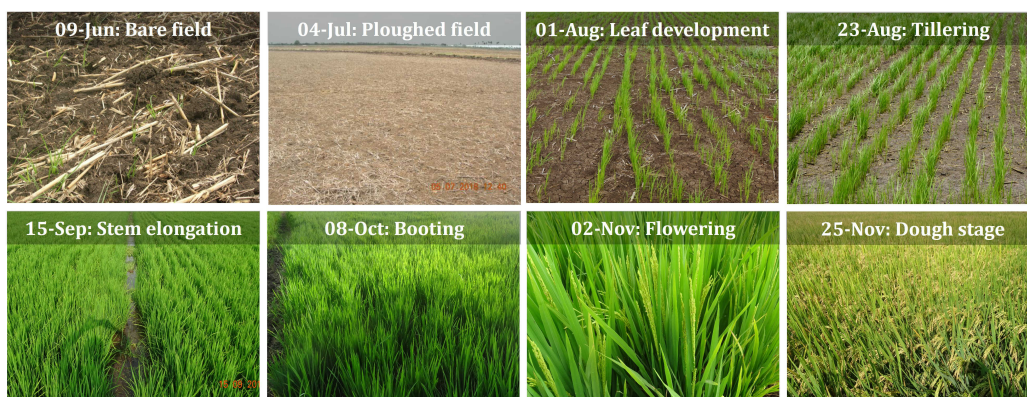 09-Jun: Bare field
04-Jul: Ploughed field
01-Aug: Leaf development
23-Aug: Tillering
15-Sep: Stem elongation
08-Oct: Booting
02-Nov: Flowering
25-Nov: Dough stage